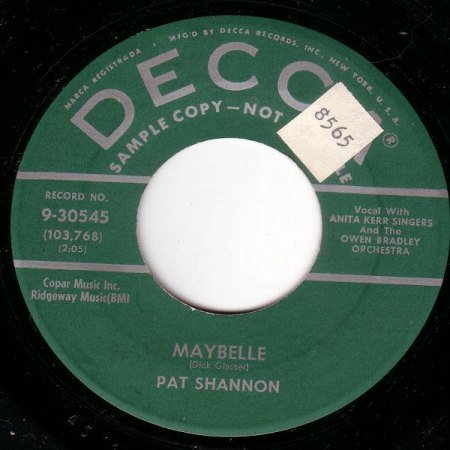 MARCA REGISTRADA • MF'G'D BY DECCA RECORDS, INC., NEW YORK, U.S.A.
DECC
®
SAMPLE COPY—NOT
8565
RECORD NO.
9-30545
(103,768)
(2:05)
Vocal With
ANITA KERR SINGERS
And The
OWEN BRADLEY
ORCHESTRA
Copar Music Inc.
Ridgeway Music(BMI
MAYBELLE
(Dick Glasser)
PAT SHANNON